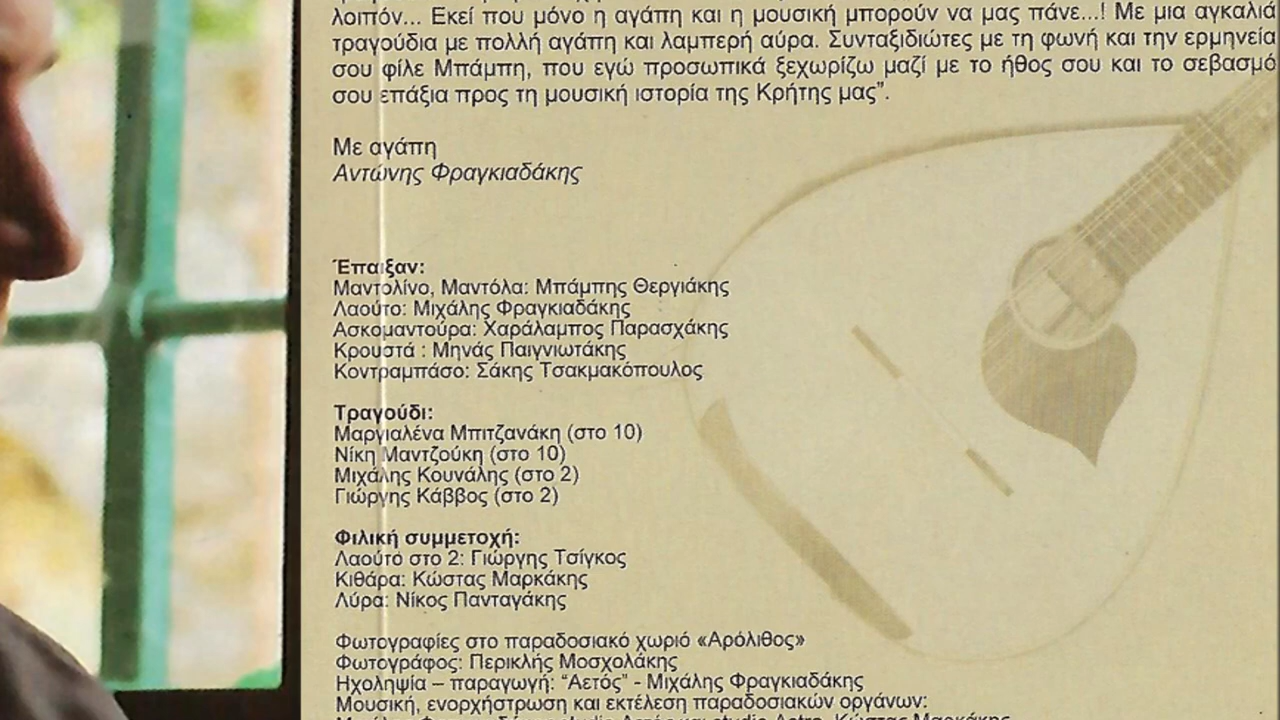 λοιπόν... Εκεί που μόνο η αγάπη και η μουσική μπορούν να μας πάνε...! Με μια αγκαλιά
τραγούδια με πολλή αγάπη και λαμπερή αύρα. Συνταξιδιώτες με τη φωνή και την ερμηνεία
σου φίλε Μπάμπη, που εγώ προσωπικά ξεχωρίζω μαζί με το ήθος σου και το σεβασμό
σου επάξια προς τη μουσική ιστορία της Κρήτης μας”.
Με αγάπη
Αντώνης Φραγκιαδάκης
Έπαιξαν:
Μαντολίνο, Μαντόλα: Μπάμπης Θεργιάκης
Λαούτο: Μιχάλης Φραγκιαδάκης
Ασκομαντούρα: Χαράλαμπος Παρασχάκης
Κρουστά : Μηνάς Παιγνιωτάκης
Κοντραμπάσο: Σάκης Τσακμακόπουλος
Τραγούδι:
Μαργιαλένα Μπιτζανάκη (στο 10)
Νίκη Μαντζούκη (στο 10)
Μιχάλης Κουνάλης (στο 2)
Γιώργης Κάββος (στο 2)
Φιλική συμμετοχή:
Λαούτο στο 2: Γιώργης Τσίγκος
Κιθάρα: Κώστας Μαρκάκης
Λύρα: Νίκος Πανταγάκης
Φωτογραφίες στο παραδοσιακό χωριό «Αρόλιθος»
Φωτογράφος: Περικλής Μοσχολάκης
Ηχοληψία – παραγωγή: “Αετός” - Μιχάλης Φραγκιαδάκης
Μουσική, ενορχήστρωση και εκτέλεση παραδοσιακών οργάνων: